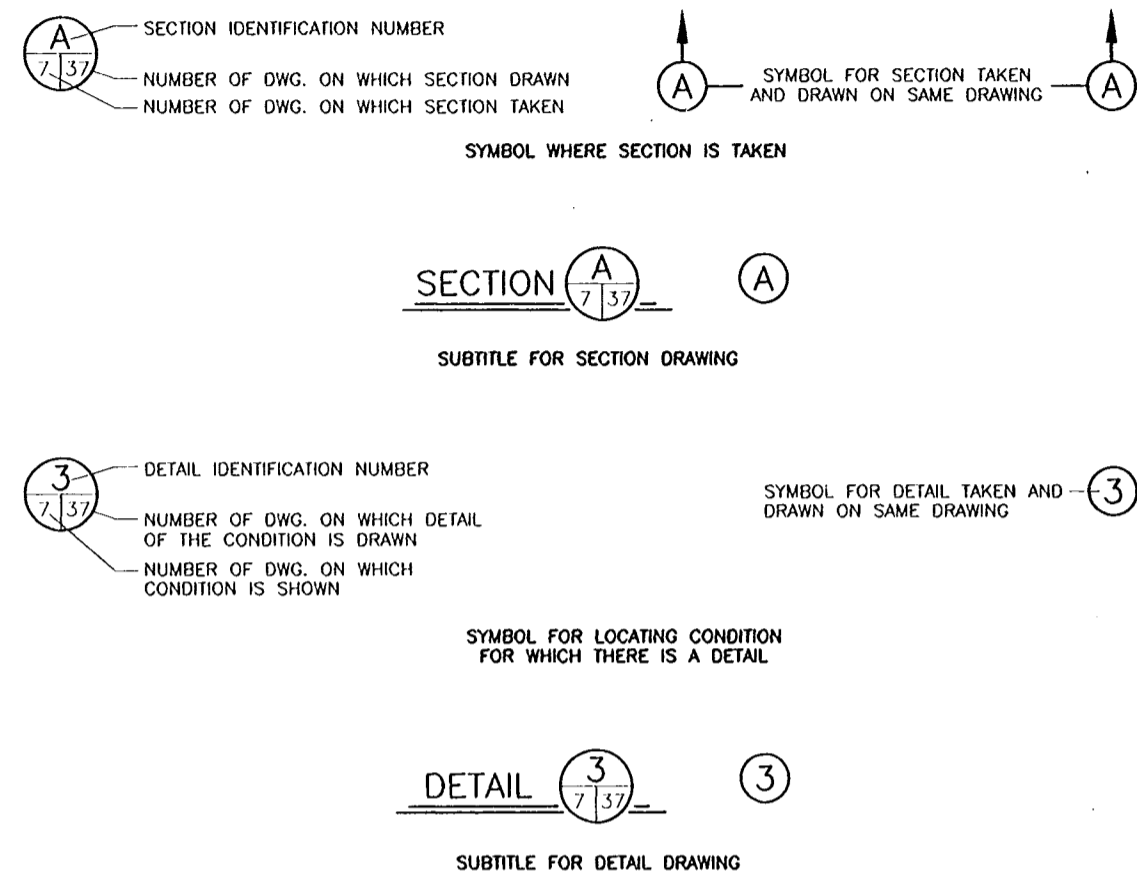 A
7 37
SECTION IDENTIFICATION NUMBER
NUMBER OF DWG. ON WHICH SECTION DRAWN
NUMBER OF DWG. ON WHICH SECTION TAKEN
A
SYMBOL FOR SECTION TAKEN
AND DRAWN ON SAME DRAWING
A
SYMBOL WHERE SECTION IS TAKEN
SECTION
A
7 37
A
SUBTITLE FOR SECTION DRAWING
3
7 37
DETAIL IDENTIFICATION NUMBER
NUMBER OF DWG. ON WHICH DETAIL
OF THE CONDITION IS DRAWN
NUMBER OF DWG. ON WHICH
CONDITION IS SHOWN
SYMBOL FOR DETAIL TAKEN AND
DRAWN ON SAME DRAWING
3
SYMBOL FOR LOCATING CONDITION
FOR WHICH THERE IS A DETAIL
DETAIL
3
7 37
3
SUBTITLE FOR DETAIL DRAWING